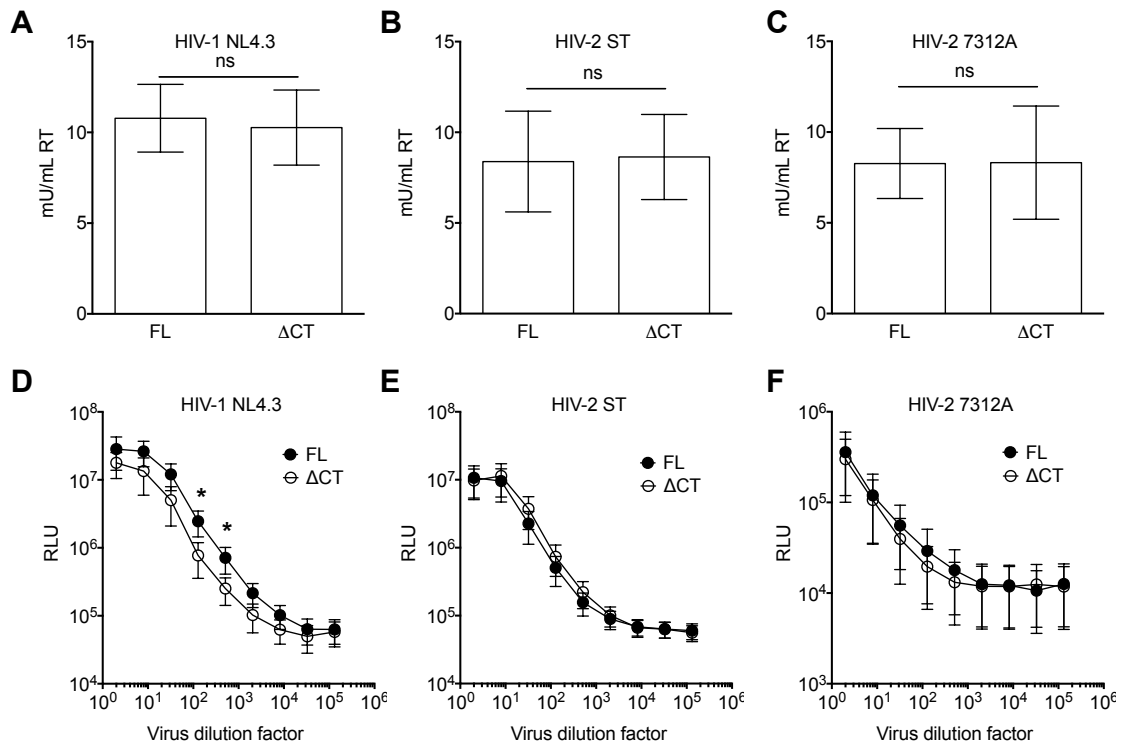 A
HIV-1 NL4.3
ns
15
10
5
0
mU/mL RT
FL
ΔCT
B
HIV-2 ST
ns
15
10
5
0
mU/mL RT
FL
ΔCT
C
HIV-2 7312A
ns
15
10
5
0
mU/mL RT
FL
ΔCT
D
HIV-1 NL4.3
10⁸
10⁷
10⁶
10⁵
10⁴
RLU
FL
ΔCT
*
*
10⁰ 10¹ 10² 10³ 10⁴ 10⁵ 10⁶
Virus dilution factor
E
HIV-2 ST
10⁸
10⁷
10⁶
10⁵
10⁴
RLU
FL
ΔCT
10⁰ 10¹ 10² 10³ 10⁴ 10⁵ 10⁶
Virus dilution factor
F
HIV-2 7312A
10⁶
10⁵
10⁴
10³
RLU
FL
ΔCT
10⁰ 10¹ 10² 10³ 10⁴ 10⁵ 10⁶
Virus dilution factor